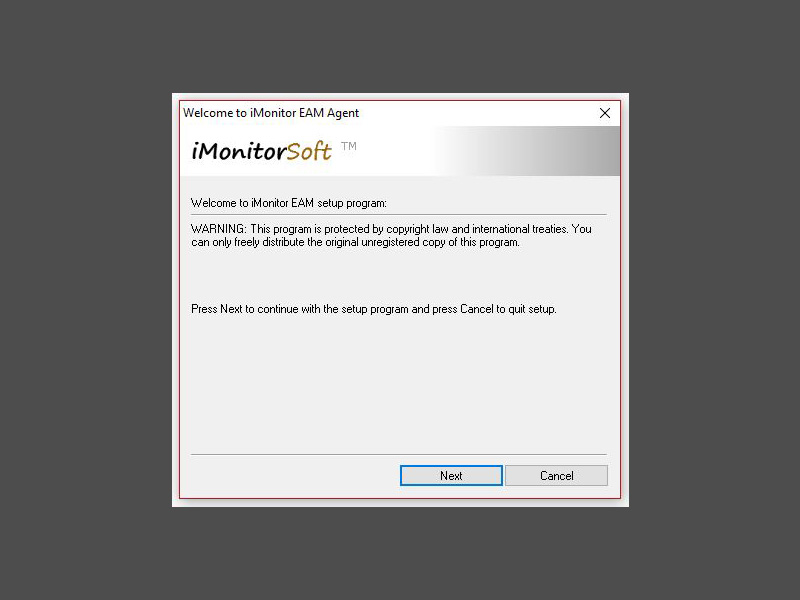 Welcome to iMonitor EAM Agent
iMonitorSoft TM
Welcome to iMonitor EAM setup program:
WARNING: This program is protected by copyright law and international treaties. You
can only freely distribute the original unregistered copy of this program.
Press Next to continue with the setup program and press Cancel to quit setup.
Next Cancel